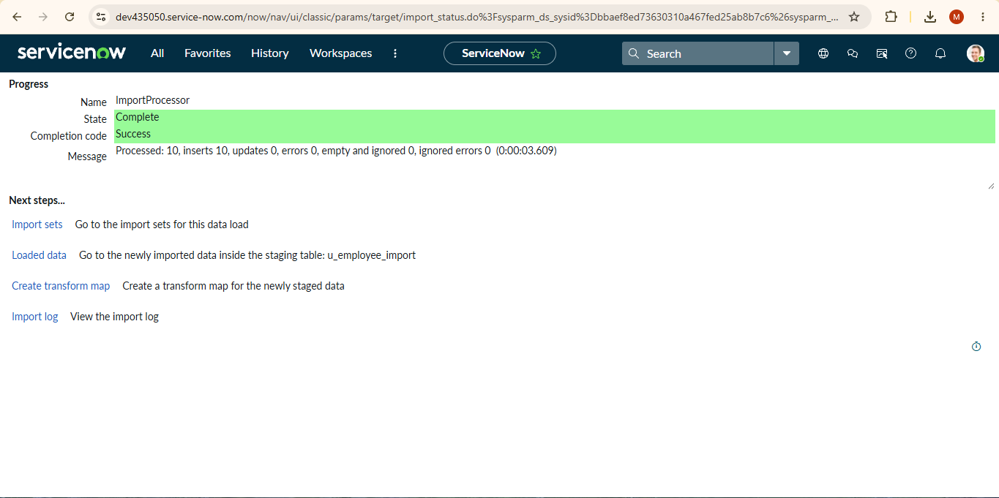 dev435050.service-now.com/now/nav/ui/classic/params/target/import_status.do%3Fsysparm_ds_sysid%3Dbbaef8ed73630310a467fed25ab8b7c6%26sysparm_...
M
servicenow All Favorites History Workspaces ServiceNow Search
Progress
Name ImportProcessor
State Complete
Completion code Success
Message Processed: 10, inserts 10, updates 0, errors 0, empty and ignored 0, ignored errors 0 (0:00:03.609)
Next steps...
Import sets Go to the import sets for this data load
Loaded data Go to the newly imported data inside the staging table: u_employee_import
Create transform map Create a transform map for the newly staged data
Import log View the import log